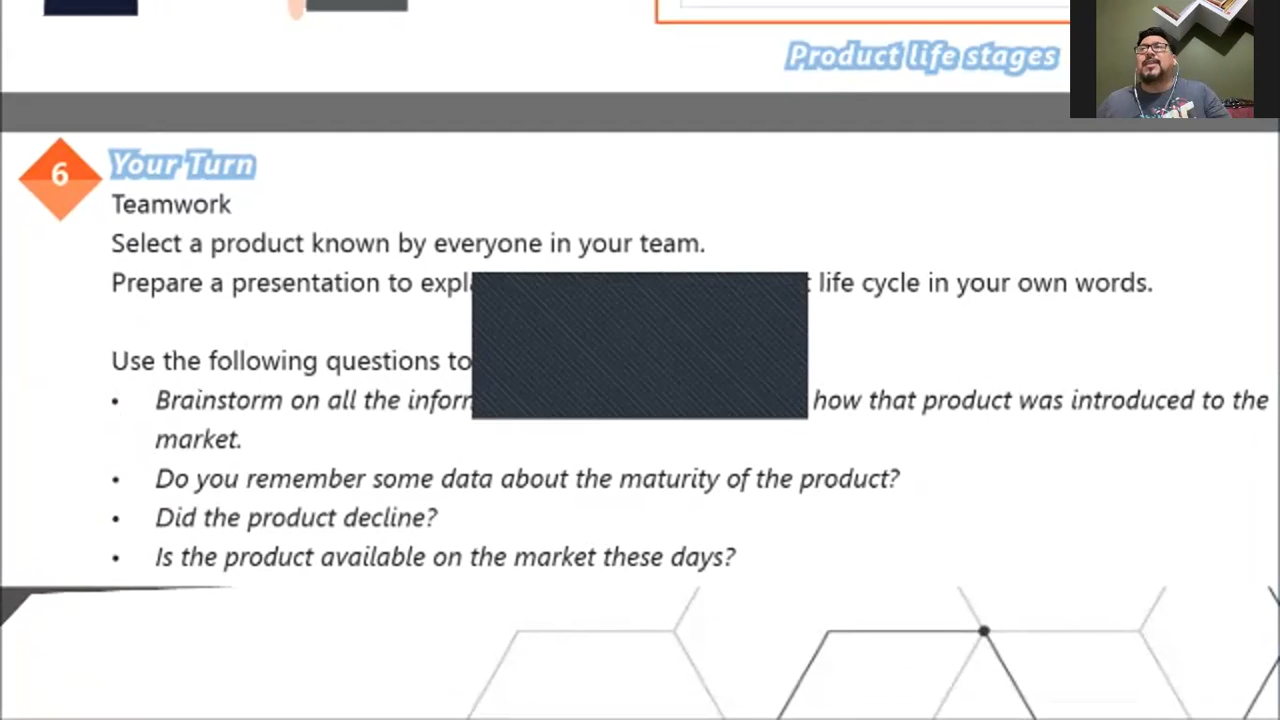 Product life stages
6
Your Turn
Teamwork
Select a product known by everyone in your team.
Prepare a presentation to life cycle in your own words.
Use the following questions to
Brainstorm on all the how that product was introduced to the
market.
Do you remember some data about the maturity of the product?
Did the product decline?
Is the product available on the market these days?